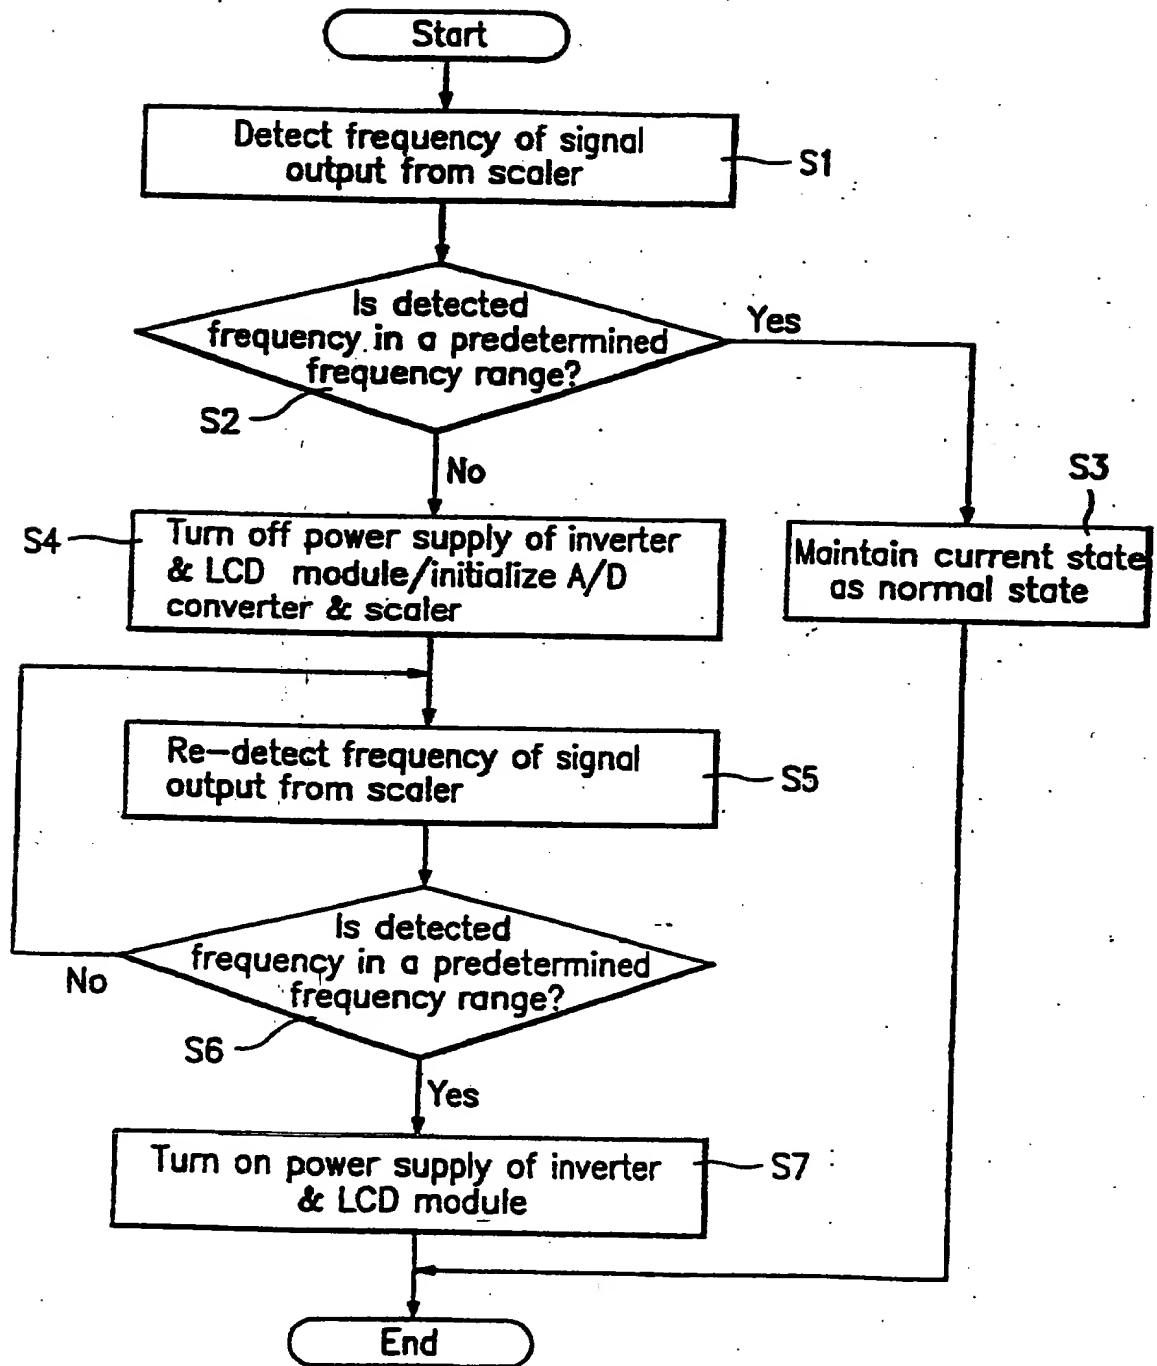 Start
Detect frequency of signal
output from scaler
S1
Is detected
frequency in a predetermined
frequency range?
S2
Yes
No
S3
Maintain current state
as normal state
S4
Turn off power supply of inverter
& LCD module/initialize A/D
converter & scaler
Re-detect frequency of signal
output from scaler
S5
Is detected
frequency in a predetermined
frequency range?
No
S6
Yes
Turn on power supply of inverter
& LCD module
S7
End